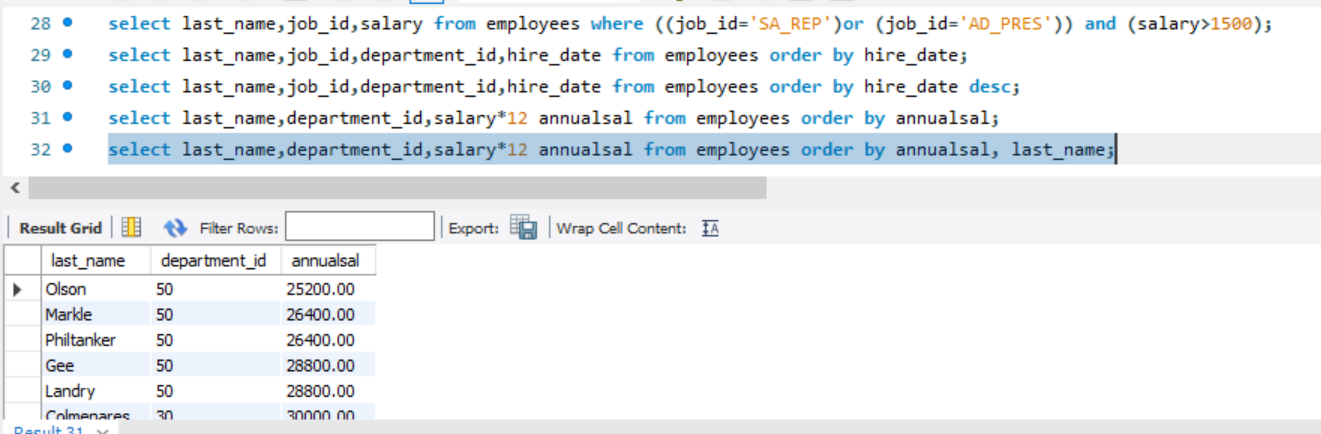 28 select last_name,job_id,salary from employees where ((job_id='SA_REP')or (job_id='AD_PRES')) and (salary>1500);
29 select last_name,job_id,department_id,hire_date from employees order by hire_date;
30 select last_name,job_id,department_id,hire_date from employees order by hire_date desc;
31 select last_name,department_id,salary*12 annualsal from employees order by annualsal;
32 select last_name,department_id,salary*12 annualsal from employees order by annualsal, last_name;
Result Grid Filter Rows: Export: Wrap Cell Content:
last_name department_id annualsal
Olson 50 25200.00
Markle 50 26400.00
Philtanker 50 26400.00
Gee 50 28800.00
Landry 50 28800.00
Colmenares 30 30000.00
Result 31